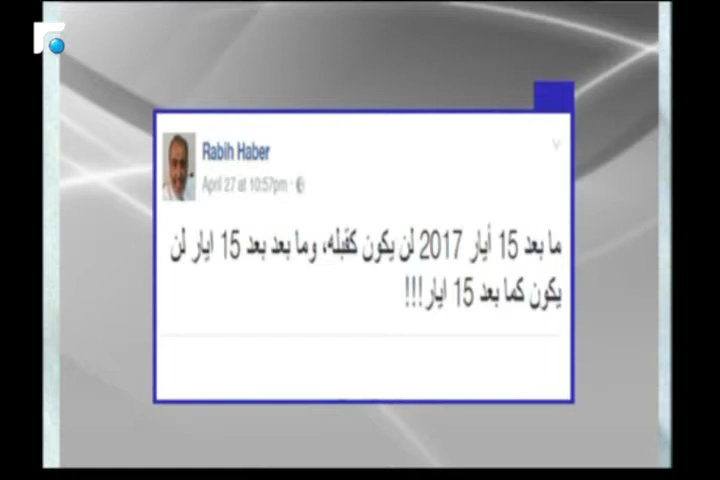 Rabih Haber
April 27 at 10:57pm
ما بعد 15 أيار 2017 لن يكون كقبله، وما بعد بعد 15 ايار لن
يكون كما بعد 15 ايار!!!